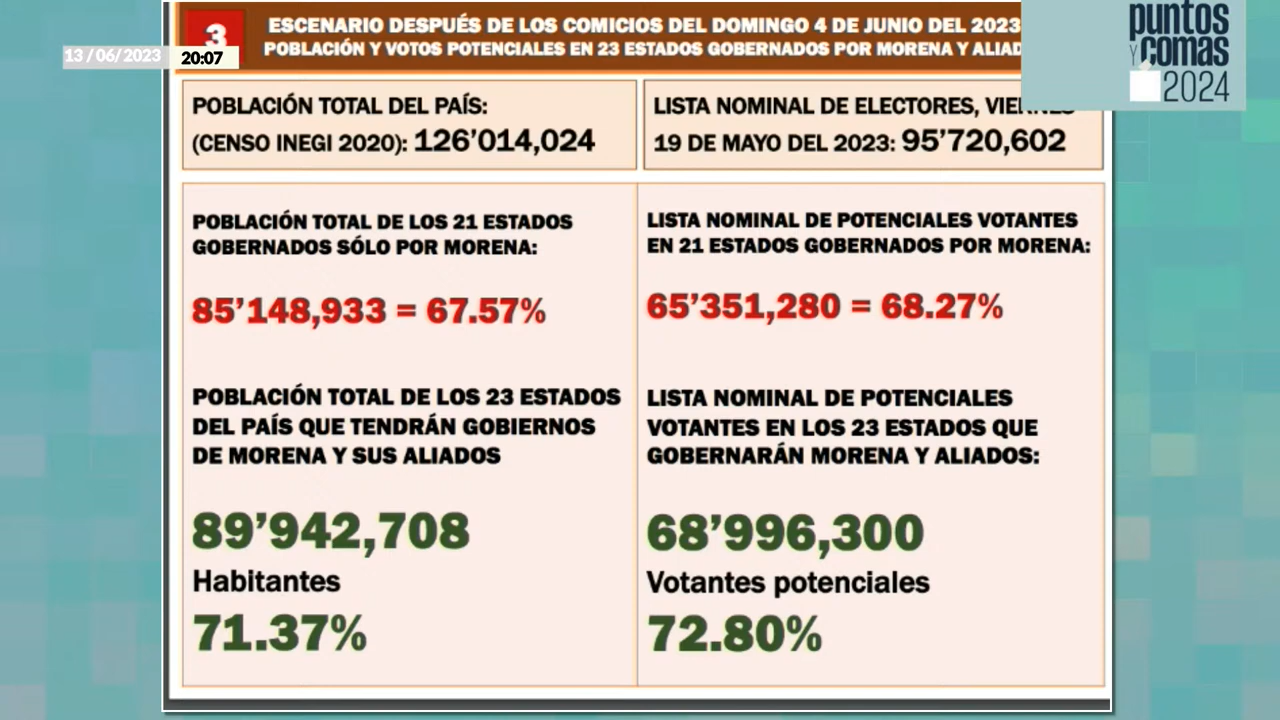 3
ESCENARIO DESPUÉS DE LOS COMICIOS DEL DOMINGO 4 DE JUNIO DEL 2023
POBLACIÓN Y VOTOS POTENCIALES EN 23 ESTADOS GOBERNADOS POR MORENA Y
13/06/2023 20:07
puntos
Y comas
2024
POBLACIÓN TOTAL DEL PAÍS:
(CENSO INEGI 2020): 126’014,024
LISTA NOMINAL DE ELECTORES, VIERNES
19 DE MAYO DEL 2023: 95’720,602
POBLACIÓN TOTAL DE LOS 21 ESTADOS
GOBERNADOS SÓLO POR MORENA:
85’148,933 = 67.57%
LISTA NOMINAL DE POTENCIALES VOTANTES
EN 21 ESTADOS GOBERNADOS POR MORENA:
65’351,280 = 68.27%
POBLACIÓN TOTAL DE LOS 23 ESTADOS
DEL PAÍS QUE TENDRÁN GOBIERNOS
DE MORENA Y SUS ALIADOS
89’942,708
Habitantes
71.37%
LISTA NOMINAL DE POTENCIALES
VOTANTES EN LOS 23 ESTADOS QUE
GOBERNARÁN MORENA Y ALIADOS:
68’996,300
Votantes potenciales
72.80%